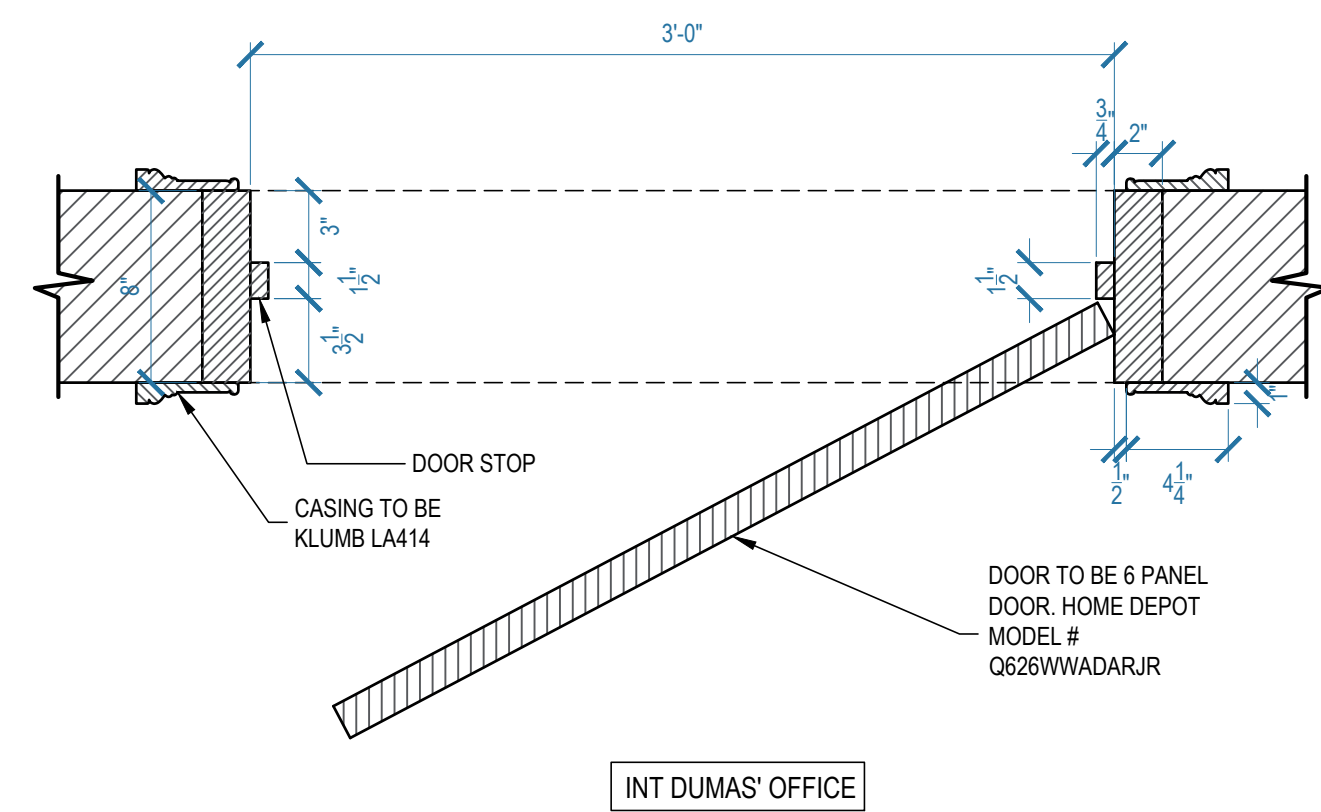 3'-0"
3/4"
2"
3"
1 1/2"
1 1/2"
8"
3 1/2"
1"
DOOR STOP
1/2"
4 1/4"
CASING TO BE
KLUMB LA414
DOOR TO BE 6 PANEL
DOOR. HOME DEPOT
MODEL #
Q626WWADARJR
INT DUMAS' OFFICE